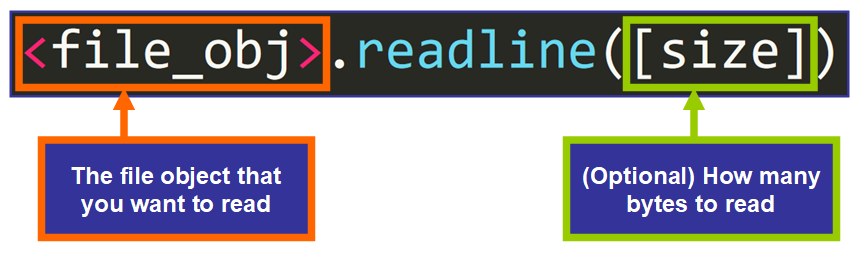 <file_obj>.readline([size])
The file object that
you want to read
(Optional) How many
bytes to read